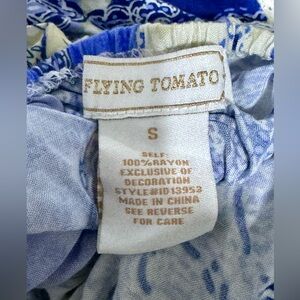 FLYING TOMATO
S
SELF:
100%RAYON
EXCLUSIVE OF
DECORATION
STYLE#ID13953
MADE IN CHINA
SEE REVERSE
FOR CARE